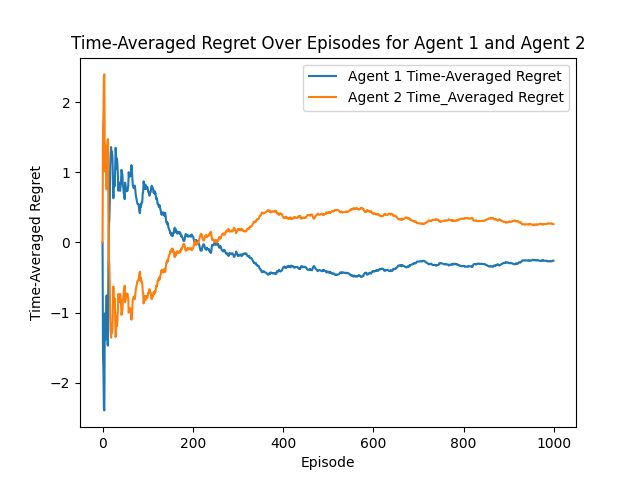 Time-Averaged Regret Over Episodes for Agent 1 and Agent 2
Agent 1 Time-Averaged Regret
Agent 2 Time_Averaged Regret
2
1
0
−1
−2
Time-Averaged Regret
0 200 400 600 800 1000
Episode